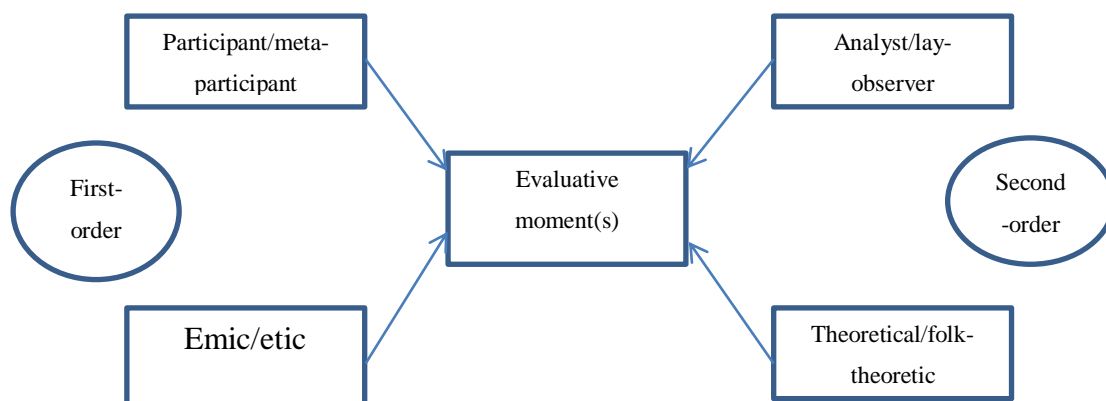 Participant/meta-
participant
Analyst/lay-
observer
First-
order
Evaluative
moment(s)
Second
-order
Emic/etic
Theoretical/folk-
theoretic